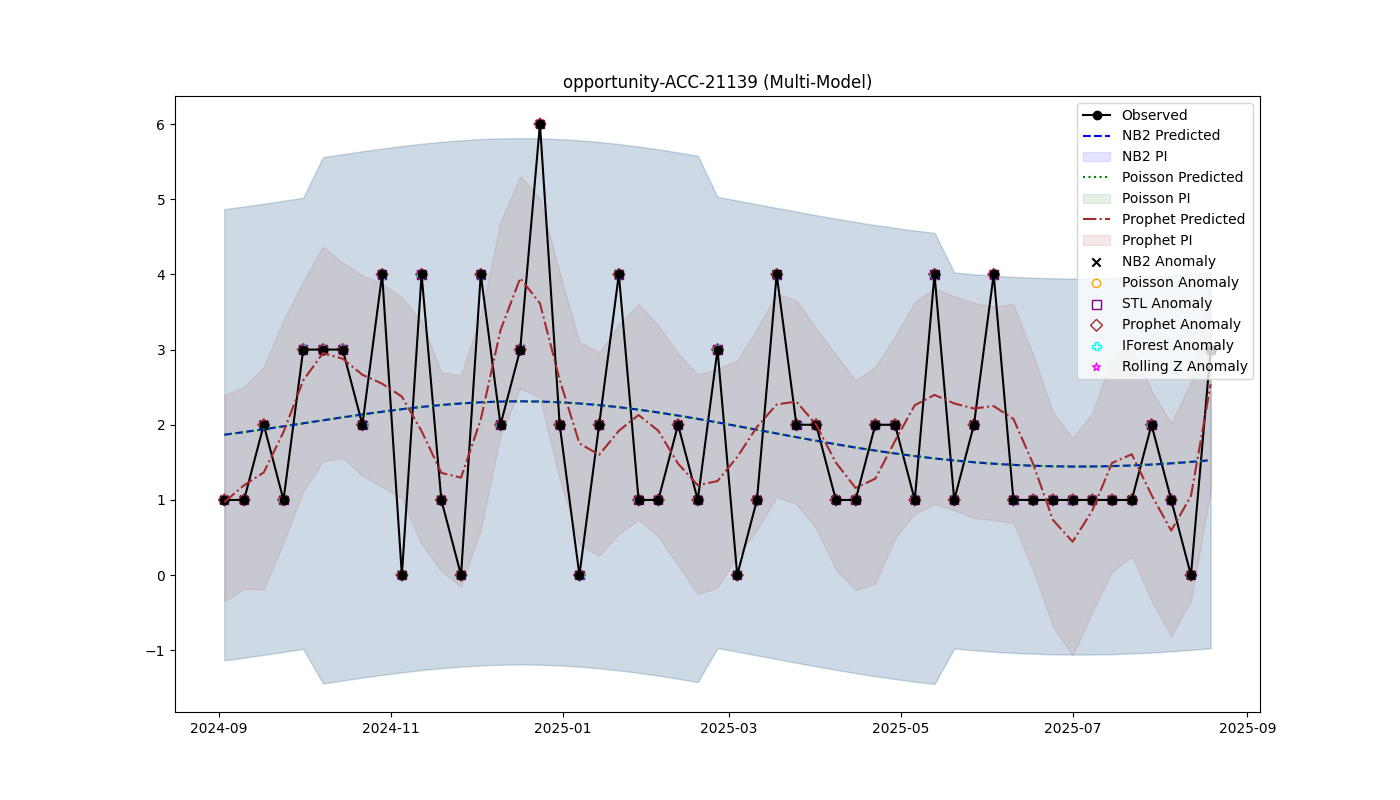 opportunity-ACC-21139 (Multi-Model)
6
5
4
3
2
1
0
−1
2024-09
2024-11
2025-01
2025-03
2025-05
2025-07
2025-09
Observed
NB2 Predicted
NB2 PI
Poisson Predicted
Poisson PI
Prophet Predicted
Prophet PI
NB2 Anomaly
Poisson Anomaly
STL Anomaly
Prophet Anomaly
IForest Anomaly
Rolling Z Anomaly